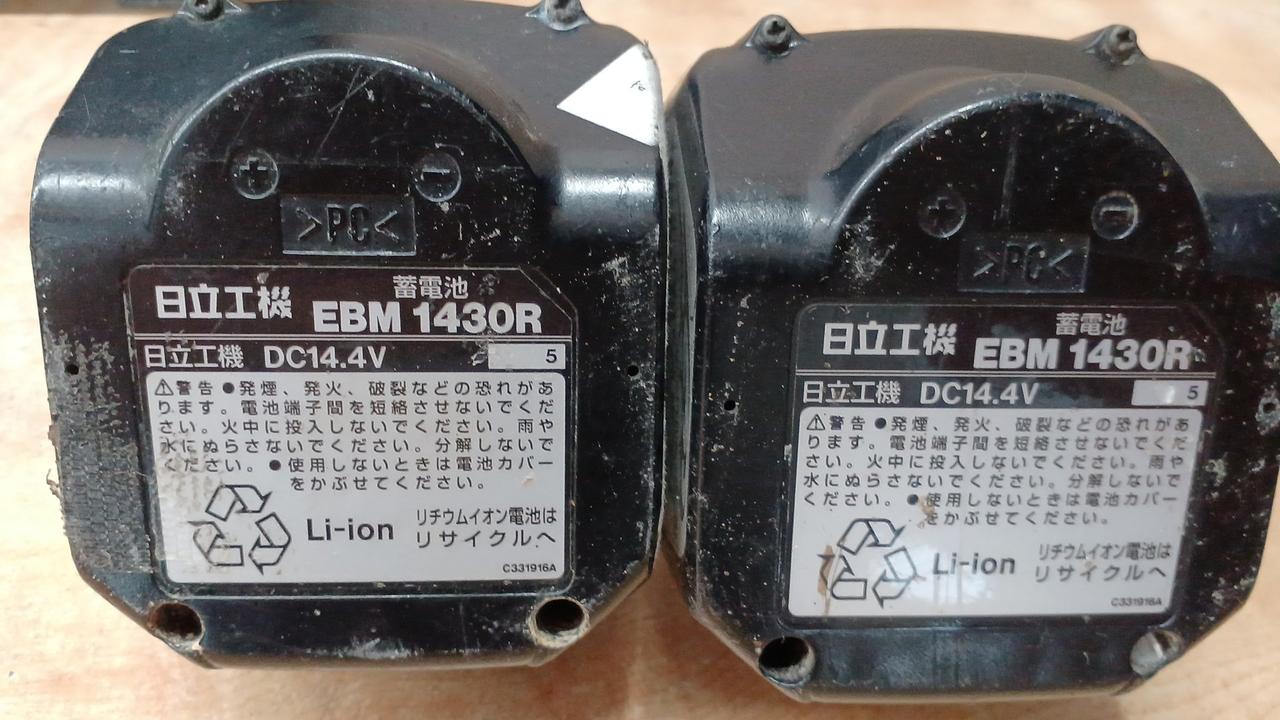 + -
>PC<
蓄電池
日立工機 EBM 1430R
日立工機 DC14.4V 5
⚠警告 ●発煙、発火、破裂などの恐れがあ
ります。電池端子間を短絡させないでくだ
さい。火中に投入しないでください。雨や
水にぬらさないでください。分解しないで
ください。●使用しないときは電池カバー
をかぶせてください。
Li-ion リチウムイオン電池は
リサイクルへ
C331916A
+ -
>PC<
蓄電池
日立工機 EBM 1430R
日立工機 DC14.4V 5
⚠警告 ●発煙、発火、破裂などの恐れがあ
ります。電池端子間を短絡させないでくだ
さい。火中に投入しないでください。雨や
水にぬらさないでください。分解しないで
ください。●使用しないときは電池カバー
をかぶせてください。
Li-ion リチウムイオン電池は
リサイクルへ
C331916A